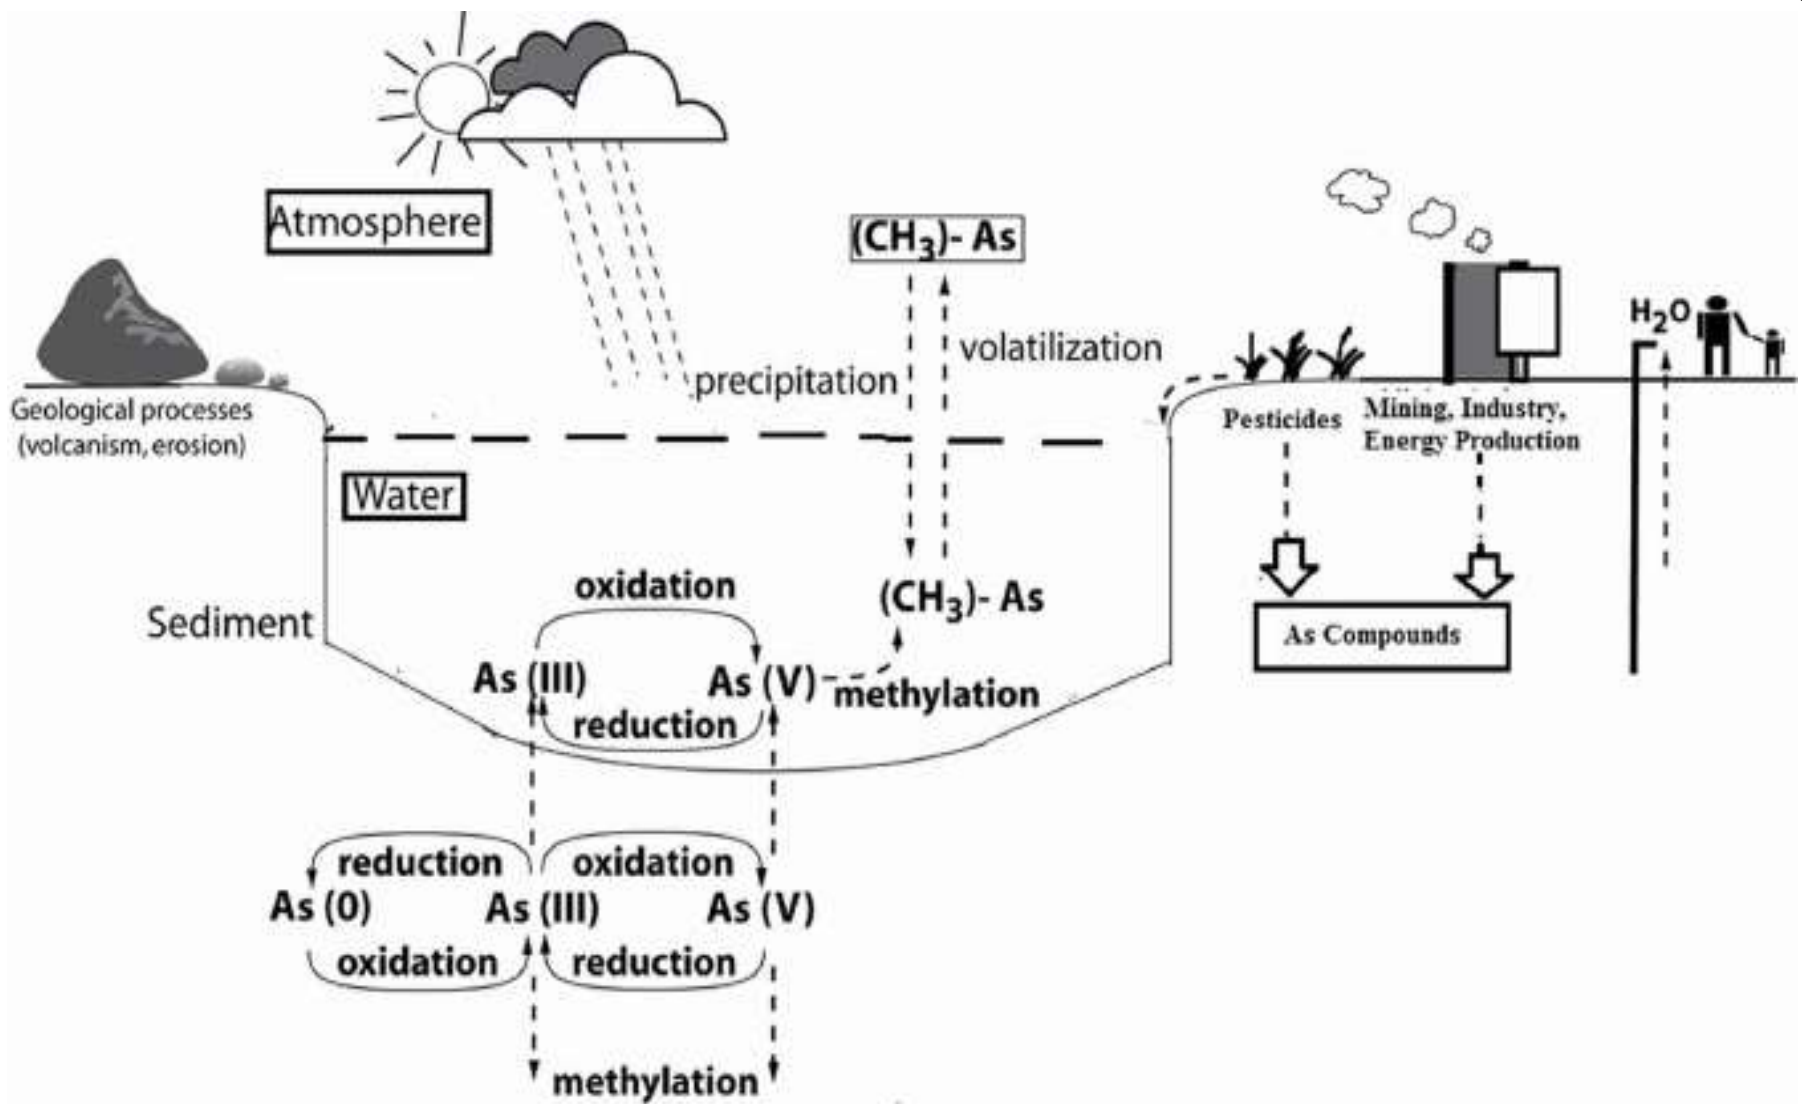 Atmosphere
(CH3)- As
H2O
volatilization
precipitation
Geological processes
(volcanism, erosion)
Pesticides
Mining, Industry,
Energy Production
Water
oxidation
(CH3)- As
Sediment
As Compounds
As (III)
As (V)
methylation
reduction
reduction
oxidation
As (0)
As (III)
As (V)
oxidation
reduction
methylation